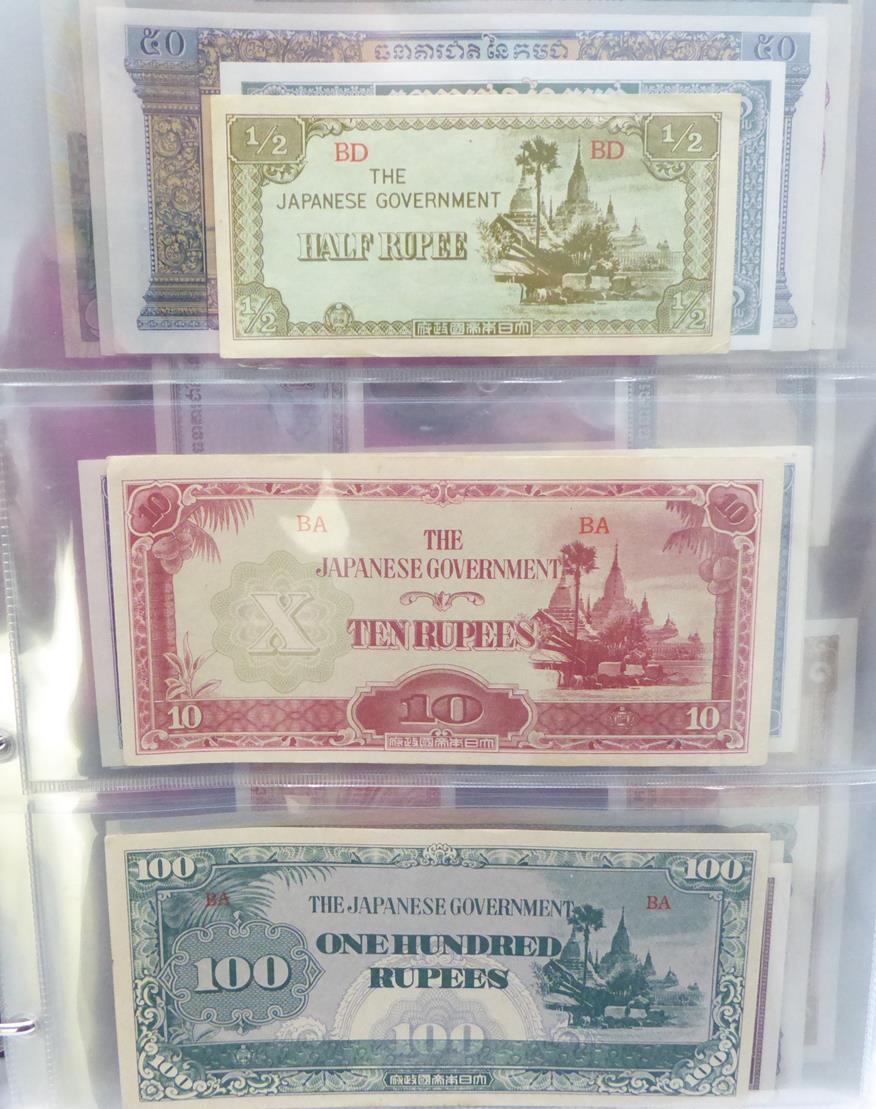 ៥០ ធនាគារជាតិនៃកម្ពុជា ៥០
1/2 1/2
BD BD
THE
JAPANESE GOVERNMENT
HALF RUPEE
1/2 1/2
府政國帝本日大
10 10
BA BA
THE
JAPANESE GOVERNMENT
X
TEN RUPEES
10 10 10
府政國帝本日大
100 100
BA BA
THE JAPANESE GOVERNMENT
ONE HUNDRED
100
RUPEES
100
100 100
府政國帝本日大